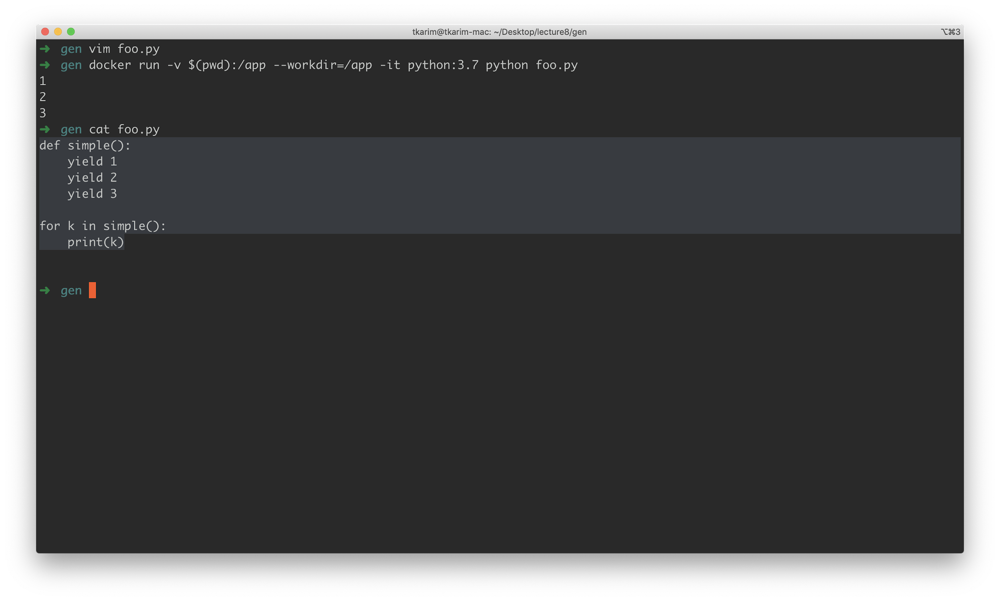 tkarim@tkarim-mac: ~/Desktop/lecture8/gen ⌥⌘3
➜ gen vim foo.py
➜ gen docker run -v $(pwd):/app --workdir=/app -it python:3.7 python foo.py
1
2
3
➜ gen cat foo.py
def simple():
    yield 1
    yield 2
    yield 3
for k in simple():
    print(k)
➜ gen